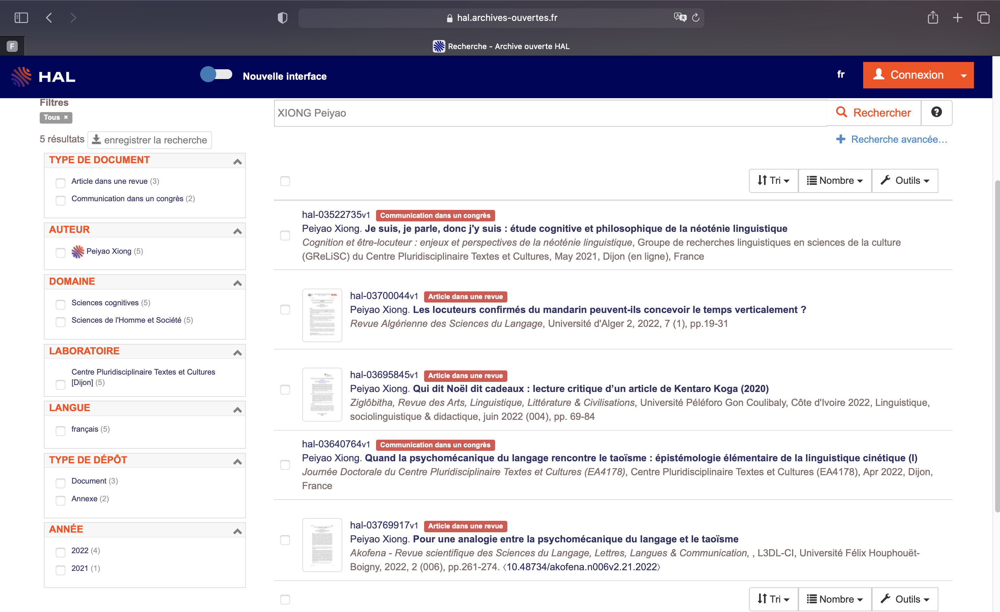 hal.archives-ouvertes.fr
F
Recherche - Archive ouverte HAL
HAL
Nouvelle interface
fr
Connexion
Filtres
Tous ×
5 résultats
enregistrer la recherche
TYPE DE DOCUMENT
Article dans une revue (3)
Communication dans un congrès (2)
AUTEUR
Peiyao Xiong (5)
DOMAINE
Sciences cognitives (5)
Sciences de l'Homme et Société (5)
LABORATOIRE
Centre Pluridisciplinaire Textes et Cultures
[Dijon] (5)
LANGUE
français (5)
TYPE DE DÉPÔT
Document (3)
Annexe (2)
ANNÉE
2022 (4)
2021 (1)
XIONG Peiyao
Rechercher
?
Recherche avancée…
Tri
Nombre
Outils
hal-03522735v1 Communication dans un congrès
Peiyao Xiong. Je suis, je parle, donc j'y suis : étude cognitive et philosophique de la néoténie linguistique
Cognition et être-locuteur : enjeux et perspectives de la néoténie linguistique, Groupe de recherches linguistiques en sciences de la culture
(GReLiSC) du Centre Pluridisciplinaire Textes et Cultures, May 2021, Dijon (en ligne), France
hal-03700044v1 Article dans une revue
Peiyao Xiong. Les locuteurs confirmés du mandarin peuvent-ils concevoir le temps verticalement ?
Revue Algérienne des Sciences du Langage, Université d'Alger 2, 2022, 7 (1), pp.19-31
hal-03695845v1 Article dans une revue
Peiyao Xiong. Qui dit Noël dit cadeaux : lecture critique d’un article de Kentaro Koga (2020)
Ziglôbitha, Revue des Arts, Linguistique, Littérature & Civilisations, Université Péléforo Gon Coulibaly, Côte d'Ivoire 2022, Linguistique,
sociolinguistique & didactique, juin 2022 (004), pp. 69-84
hal-03640764v1 Communication dans un congrès
Peiyao Xiong. Quand la psychomécanique du langage rencontre le taoïsme : épistémologie élémentaire de la linguistique cinétique (I)
Journée Doctorale du Centre Pluridisciplinaire Textes et Cultures (EA4178), Centre Pluridisciplinaire Textes et Cultures (EA4178), Apr 2022, Dijon,
France
hal-03769917v1 Article dans une revue
Peiyao Xiong. Pour une analogie entre la psychomécanique du langage et le taoïsme
Akofena - Revue scientifique des Sciences du Langage, Lettres, Langues & Communication, , L3DL-CI, Université Félix Houphouët-
Boigny, 2022, 2 (006), pp.261-274. ⟨10.48734/akofena.n006v2.21.2022⟩
Tri
Nombre
Outils